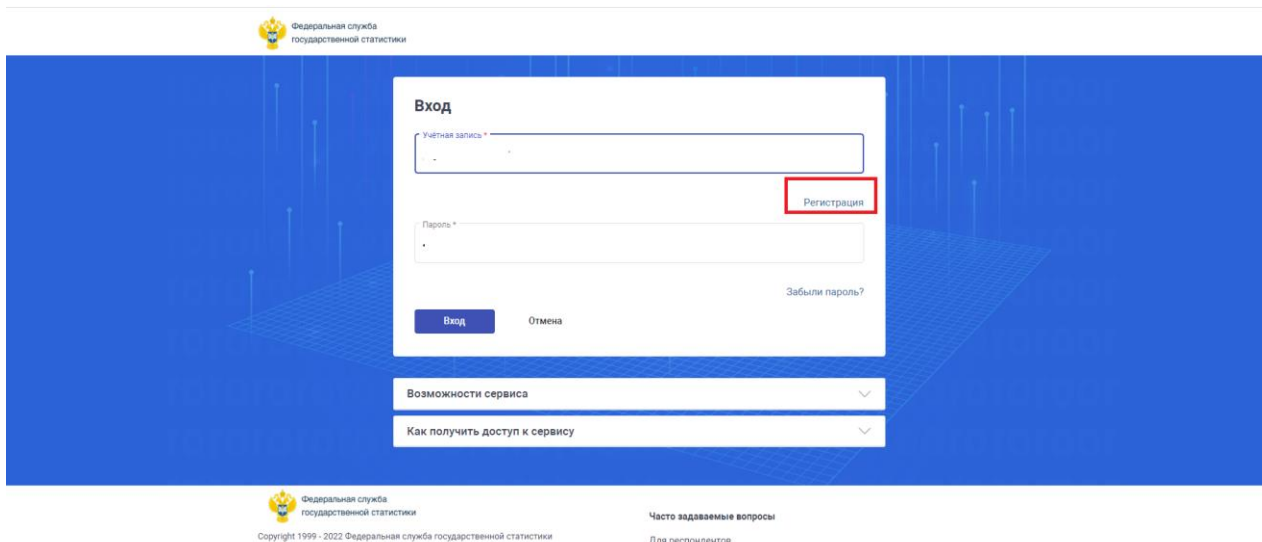 Федеральная служба
государственной статистики
Вход
Учётная запись *
Регистрация
Пароль *
Забыли пароль?
Вход
Отмена
Возможности сервиса
Как получить доступ к сервису
Федеральная служба
государственной статистики
Часто задаваемые вопросы
Copyright 1999 - 2022 Федеральная служба государственной статистики
Для респондентов